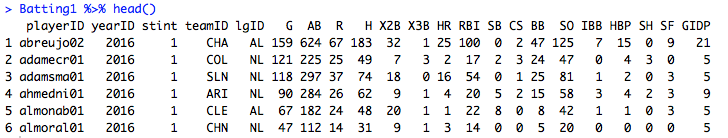 > Batting1 %>% head()
playerID yearID stint teamID lgID G AB R H X2B X3B HR RBI SB CS BB SO IBB HBP SH SF GIDP
1 abreujo02 2016 1 CHA AL 159 624 67 183 32 1 25 100 0 2 47 125 7 15 0 9 21
2 adamecr01 2016 1 COL NL 121 225 25 49 7 3 2 17 2 3 24 47 0 4 3 0 5
3 adamsma01 2016 1 SLN NL 118 297 37 74 18 0 16 54 0 1 25 81 1 2 0 3 5
4 ahmedni01 2016 1 ARI NL 90 284 26 62 9 1 4 20 5 2 15 58 3 4 2 3 9
5 almonab01 2016 1 CLE AL 67 182 24 48 20 1 1 22 8 0 8 42 1 1 0 3 5
6 almoral01 2016 1 CHN NL 47 112 14 31 9 1 3 14 0 0 5 20 0 0 0 0 5